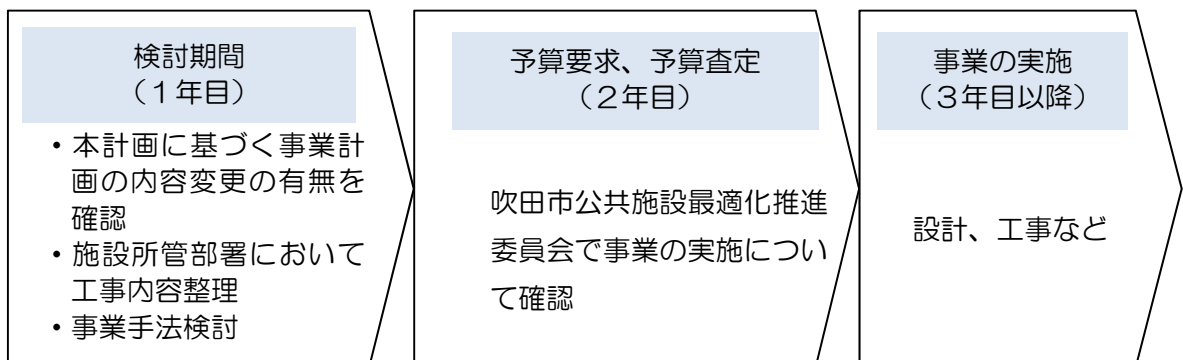 検討期間
（１年目）
・本計画に基づく事業計
画の内容変更の有無を
確認
・施設所管部署において
工事内容整理
・事業手法検討
予算要求、予算査定
（２年目）
吹田市公共施設最適化推進
委員会で事業の実施につい
て確認
事業の実施
（３年目以降）
設計、工事など